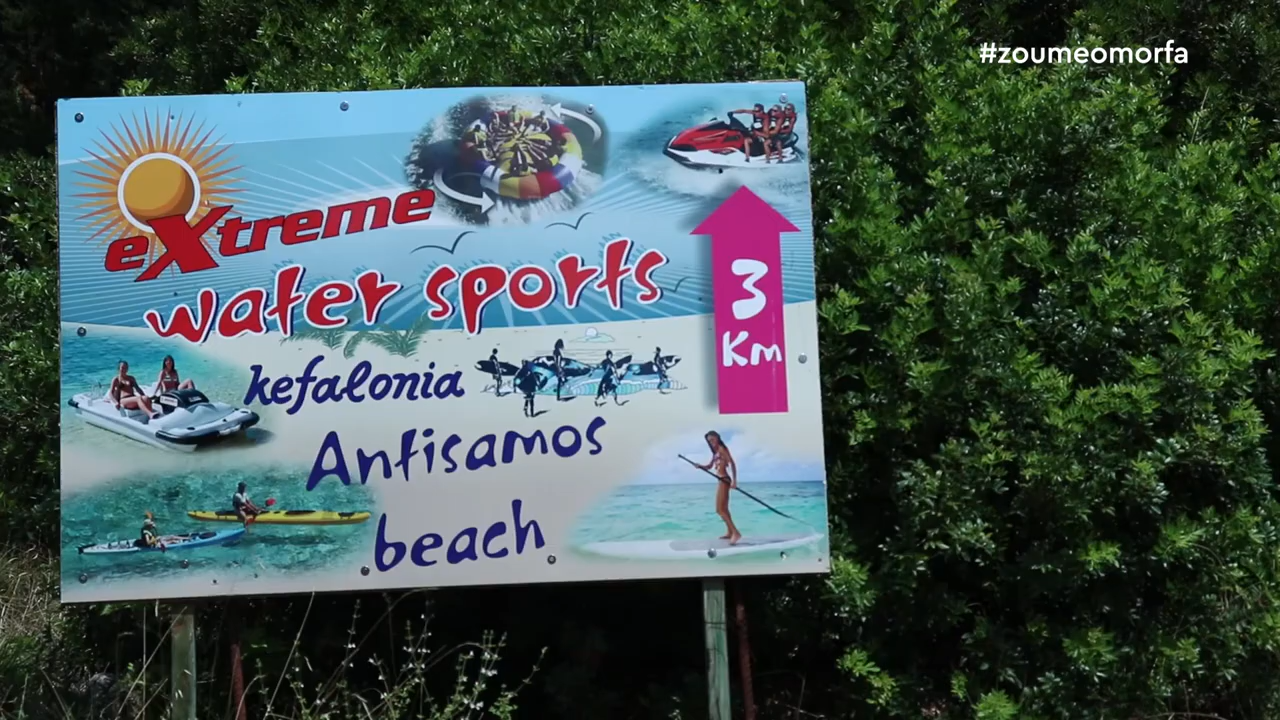 #zoumeomorfa
eXtreme
water sports
kefalonia
Antisamos
beach
3
Km